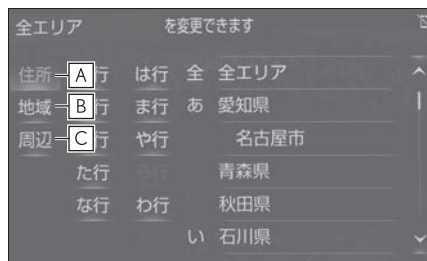 全エリア を変更できます
住所 A 行 は行 全 全エリア
地域 B 行 ま行 あ 愛知県
周辺 C 行 や行 名古屋市
た行 青森県
な行 わ行 秋田県
い 石川県